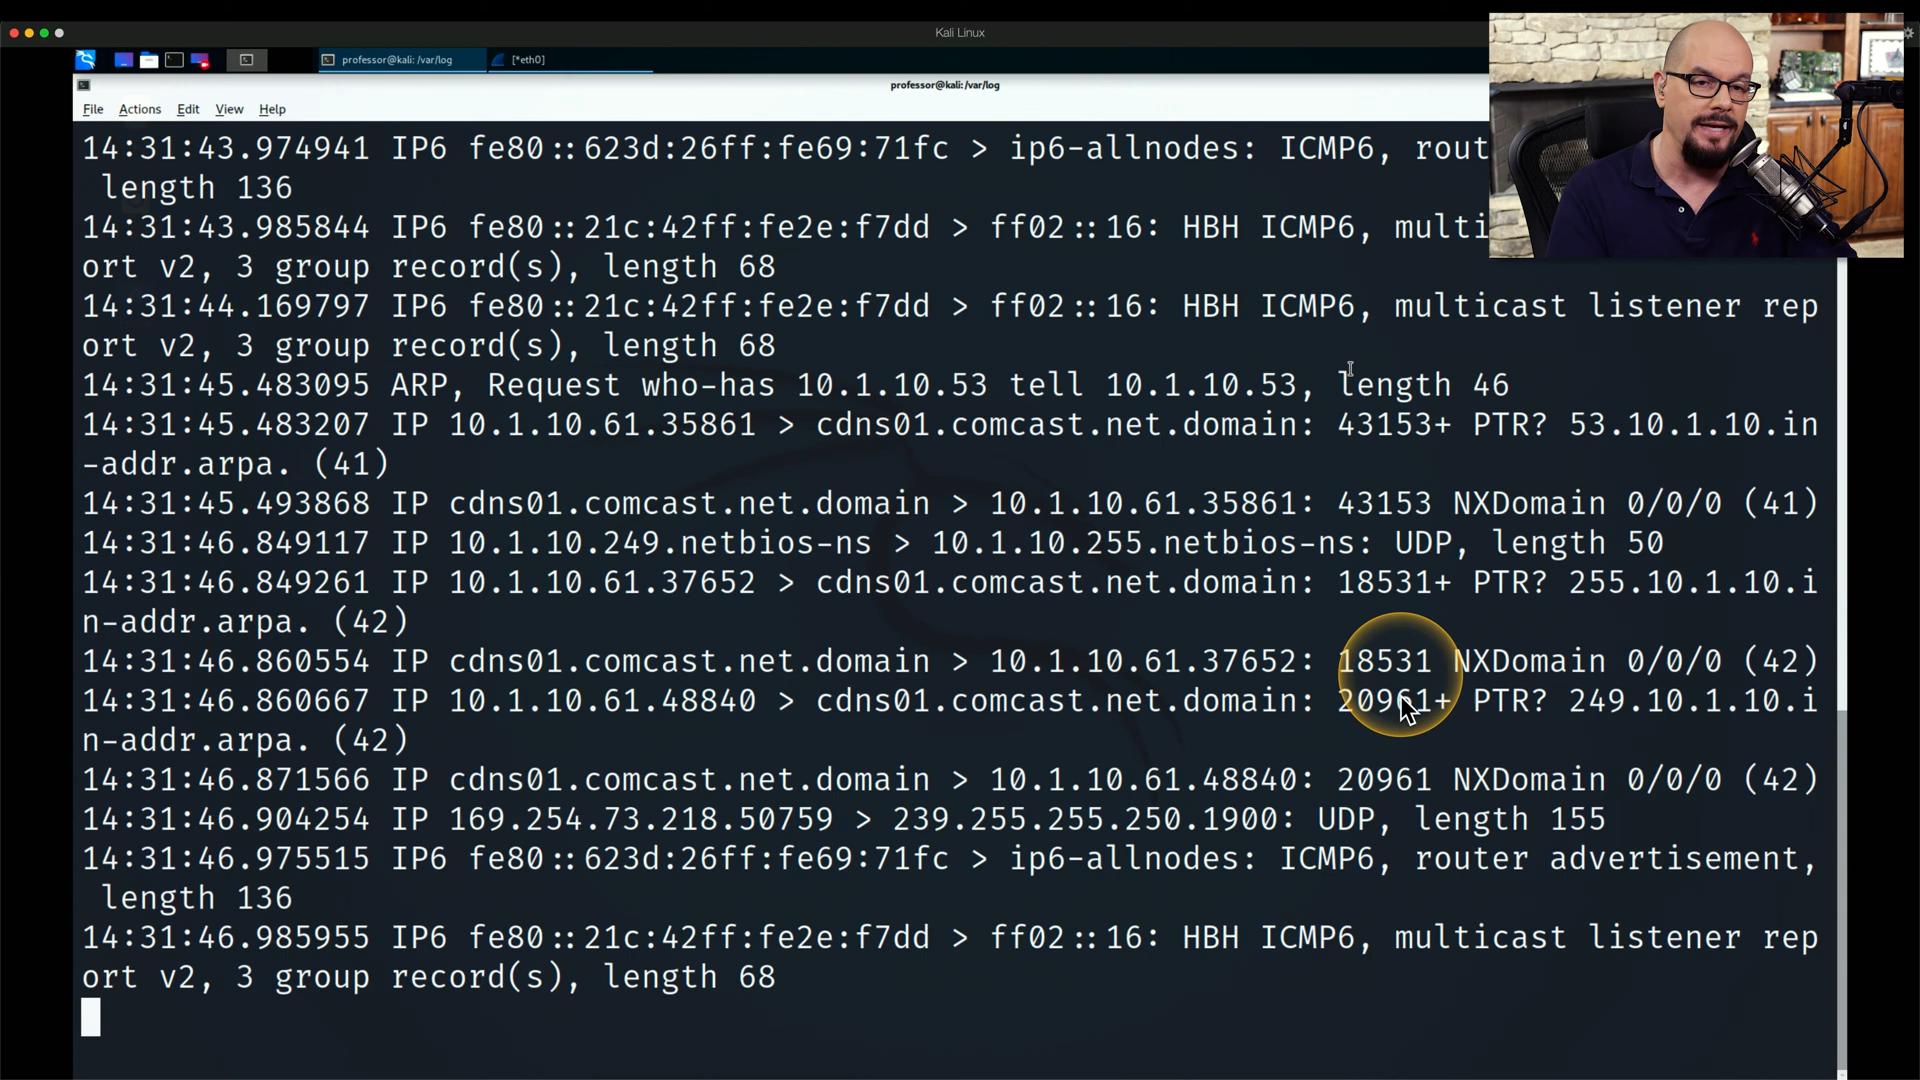 Kali Linux
professor@kali: /var/log
[*eth0]
professor@kali: /var/log
File Actions Edit View Help
14:31:43.974941 IP6 fe80::623d:26ff:fe69:71fc > ip6-allnodes: ICMP6, rout
length 136
14:31:43.985844 IP6 fe80::21c:42ff:fe2e:f7dd > ff02::16: HBH ICMP6, multi
ort v2, 3 group record(s), length 68
14:31:44.169797 IP6 fe80::21c:42ff:fe2e:f7dd > ff02::16: HBH ICMP6, multicast listener rep
ort v2, 3 group record(s), length 68
14:31:45.483095 ARP, Request who-has 10.1.10.53 tell 10.1.10.53, length 46
14:31:45.483207 IP 10.1.10.61.35861 > cdns01.comcast.net.domain: 43153+ PTR? 53.10.1.10.in
-addr.arpa. (41)
14:31:45.493868 IP cdns01.comcast.net.domain > 10.1.10.61.35861: 43153 NXDomain 0/0/0 (41)
14:31:46.849117 IP 10.1.10.249.netbios-ns > 10.1.10.255.netbios-ns: UDP, length 50
14:31:46.849261 IP 10.1.10.61.37652 > cdns01.comcast.net.domain: 18531+ PTR? 255.10.1.10.i
n-addr.arpa. (42)
14:31:46.860554 IP cdns01.comcast.net.domain > 10.1.10.61.37652: 18531 NXDomain 0/0/0 (42)
14:31:46.860667 IP 10.1.10.61.48840 > cdns01.comcast.net.domain: 20961+ PTR? 249.10.1.10.i
n-addr.arpa. (42)
14:31:46.871566 IP cdns01.comcast.net.domain > 10.1.10.61.48840: 20961 NXDomain 0/0/0 (42)
14:31:46.904254 IP 169.254.73.218.50759 > 239.255.255.250.1900: UDP, length 155
14:31:46.975515 IP6 fe80::623d:26ff:fe69:71fc > ip6-allnodes: ICMP6, router advertisement,
length 136
14:31:46.985955 IP6 fe80::21c:42ff:fe2e:f7dd > ff02::16: HBH ICMP6, multicast listener rep
ort v2, 3 group record(s), length 68